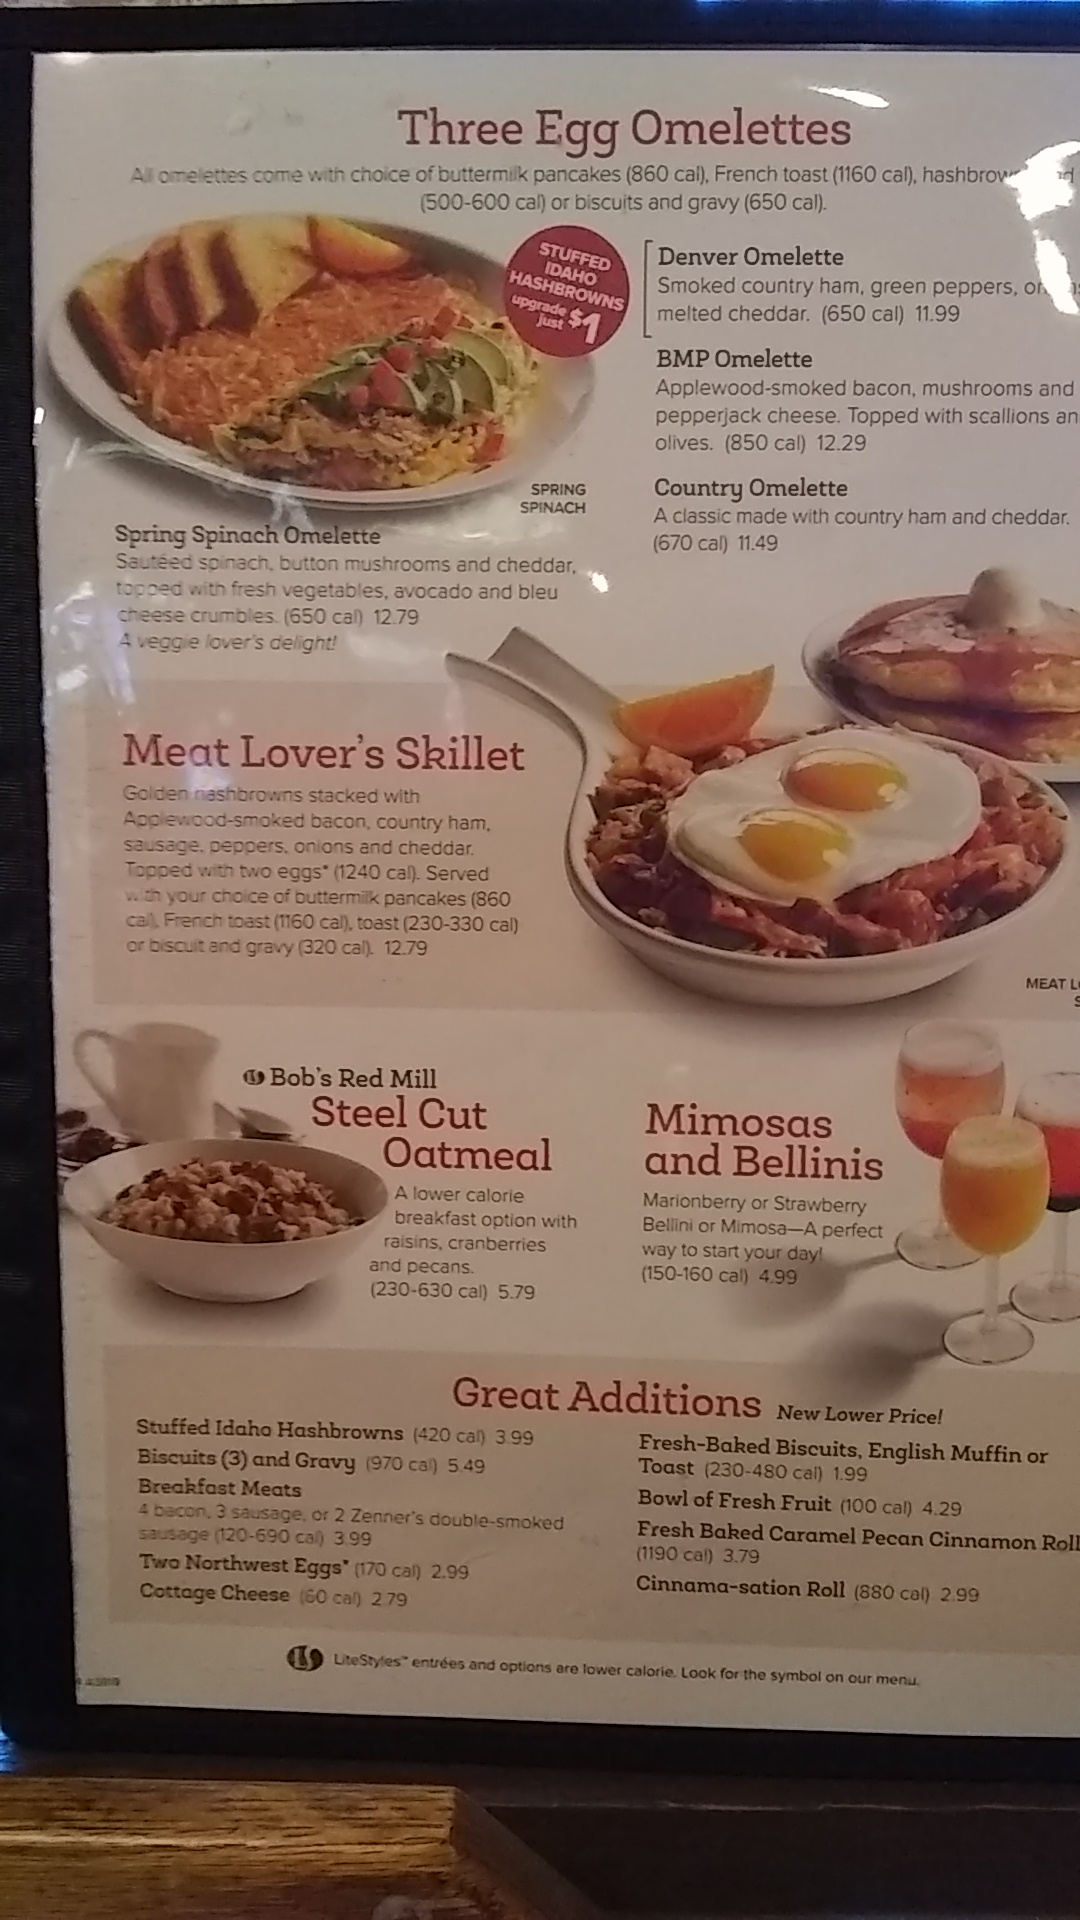 Three Egg Omelettes
All omelettes come with choice of buttermilk pancakes (860 cal), French toast (1160 cal),
(500-600 cal) or biscuits and gravy (650 cal).
STUFFED
IDAHO
HASHBROWNS
upgrade
just $1
Denver Omelette
Smoked country ham, green peppers,
melted cheddar. (650 cal) 11.99
BMP Omelette
Applewood-smoked bacon, mushrooms and
pepperjack cheese. Topped with scallions
olives. (850 cal) 12.29
Country Omelette
A classic made with country ham and cheddar.
(670 cal) 11.49
SPRING
SPINACH
Spring Spinach Omelette
Sautéed spinach, button mushrooms and cheddar,
topped with fresh vegetables, avocado and bleu
cheese crumbles. (650 cal) 12.79
A veggie lover's delight!
Meat Lover's Skillet
Golden hashbrowns stacked with
Applewood-smoked bacon, country ham,
sausage, peppers, onions and cheddar.
Topped with two eggs* (1240 cal). Served
with your choice of buttermilk pancakes (860
cal), French toast (1160 cal), toast (230-330 cal)
or biscuit and gravy (320 cal). 12.79
MEAT
Bob's Red Mill
Steel Cut
Oatmeal
A lower calorie
breakfast option with
raisins, cranberries
and pecans.
(230-630 cal) 5.79
Mimosas
and Bellinis
Marionberry or Strawberry
Bellini or Mimosa—A perfect
way to start your day!
(150-160 cal) 4.99
Great Additions New Lower Price!
Stuffed Idaho Hashbrowns (420 cal) 3.99
Biscuits (3) and Gravy (970 cal) 5.49
Breakfast Meats
4 bacon, 3 sausage, or 2 Zenner's double-smoked
sausage (120-690 cal) 3.99
Two Northwest Eggs* (170 cal) 2.99
Cottage Cheese (60 cal) 2.79
Fresh-Baked Biscuits, English Muffin or
Toast (230-480 cal) 1.99
Bowl of Fresh Fruit (100 cal) 4.29
Fresh Baked Caramel Pecan Cinnamon Roll
(1190 cal) 3.79
Cinnama-sation Roll (880 cal) 2.99
LS LiteStyles™ entrées and options are lower calorie. Look for the symbol on our menu.